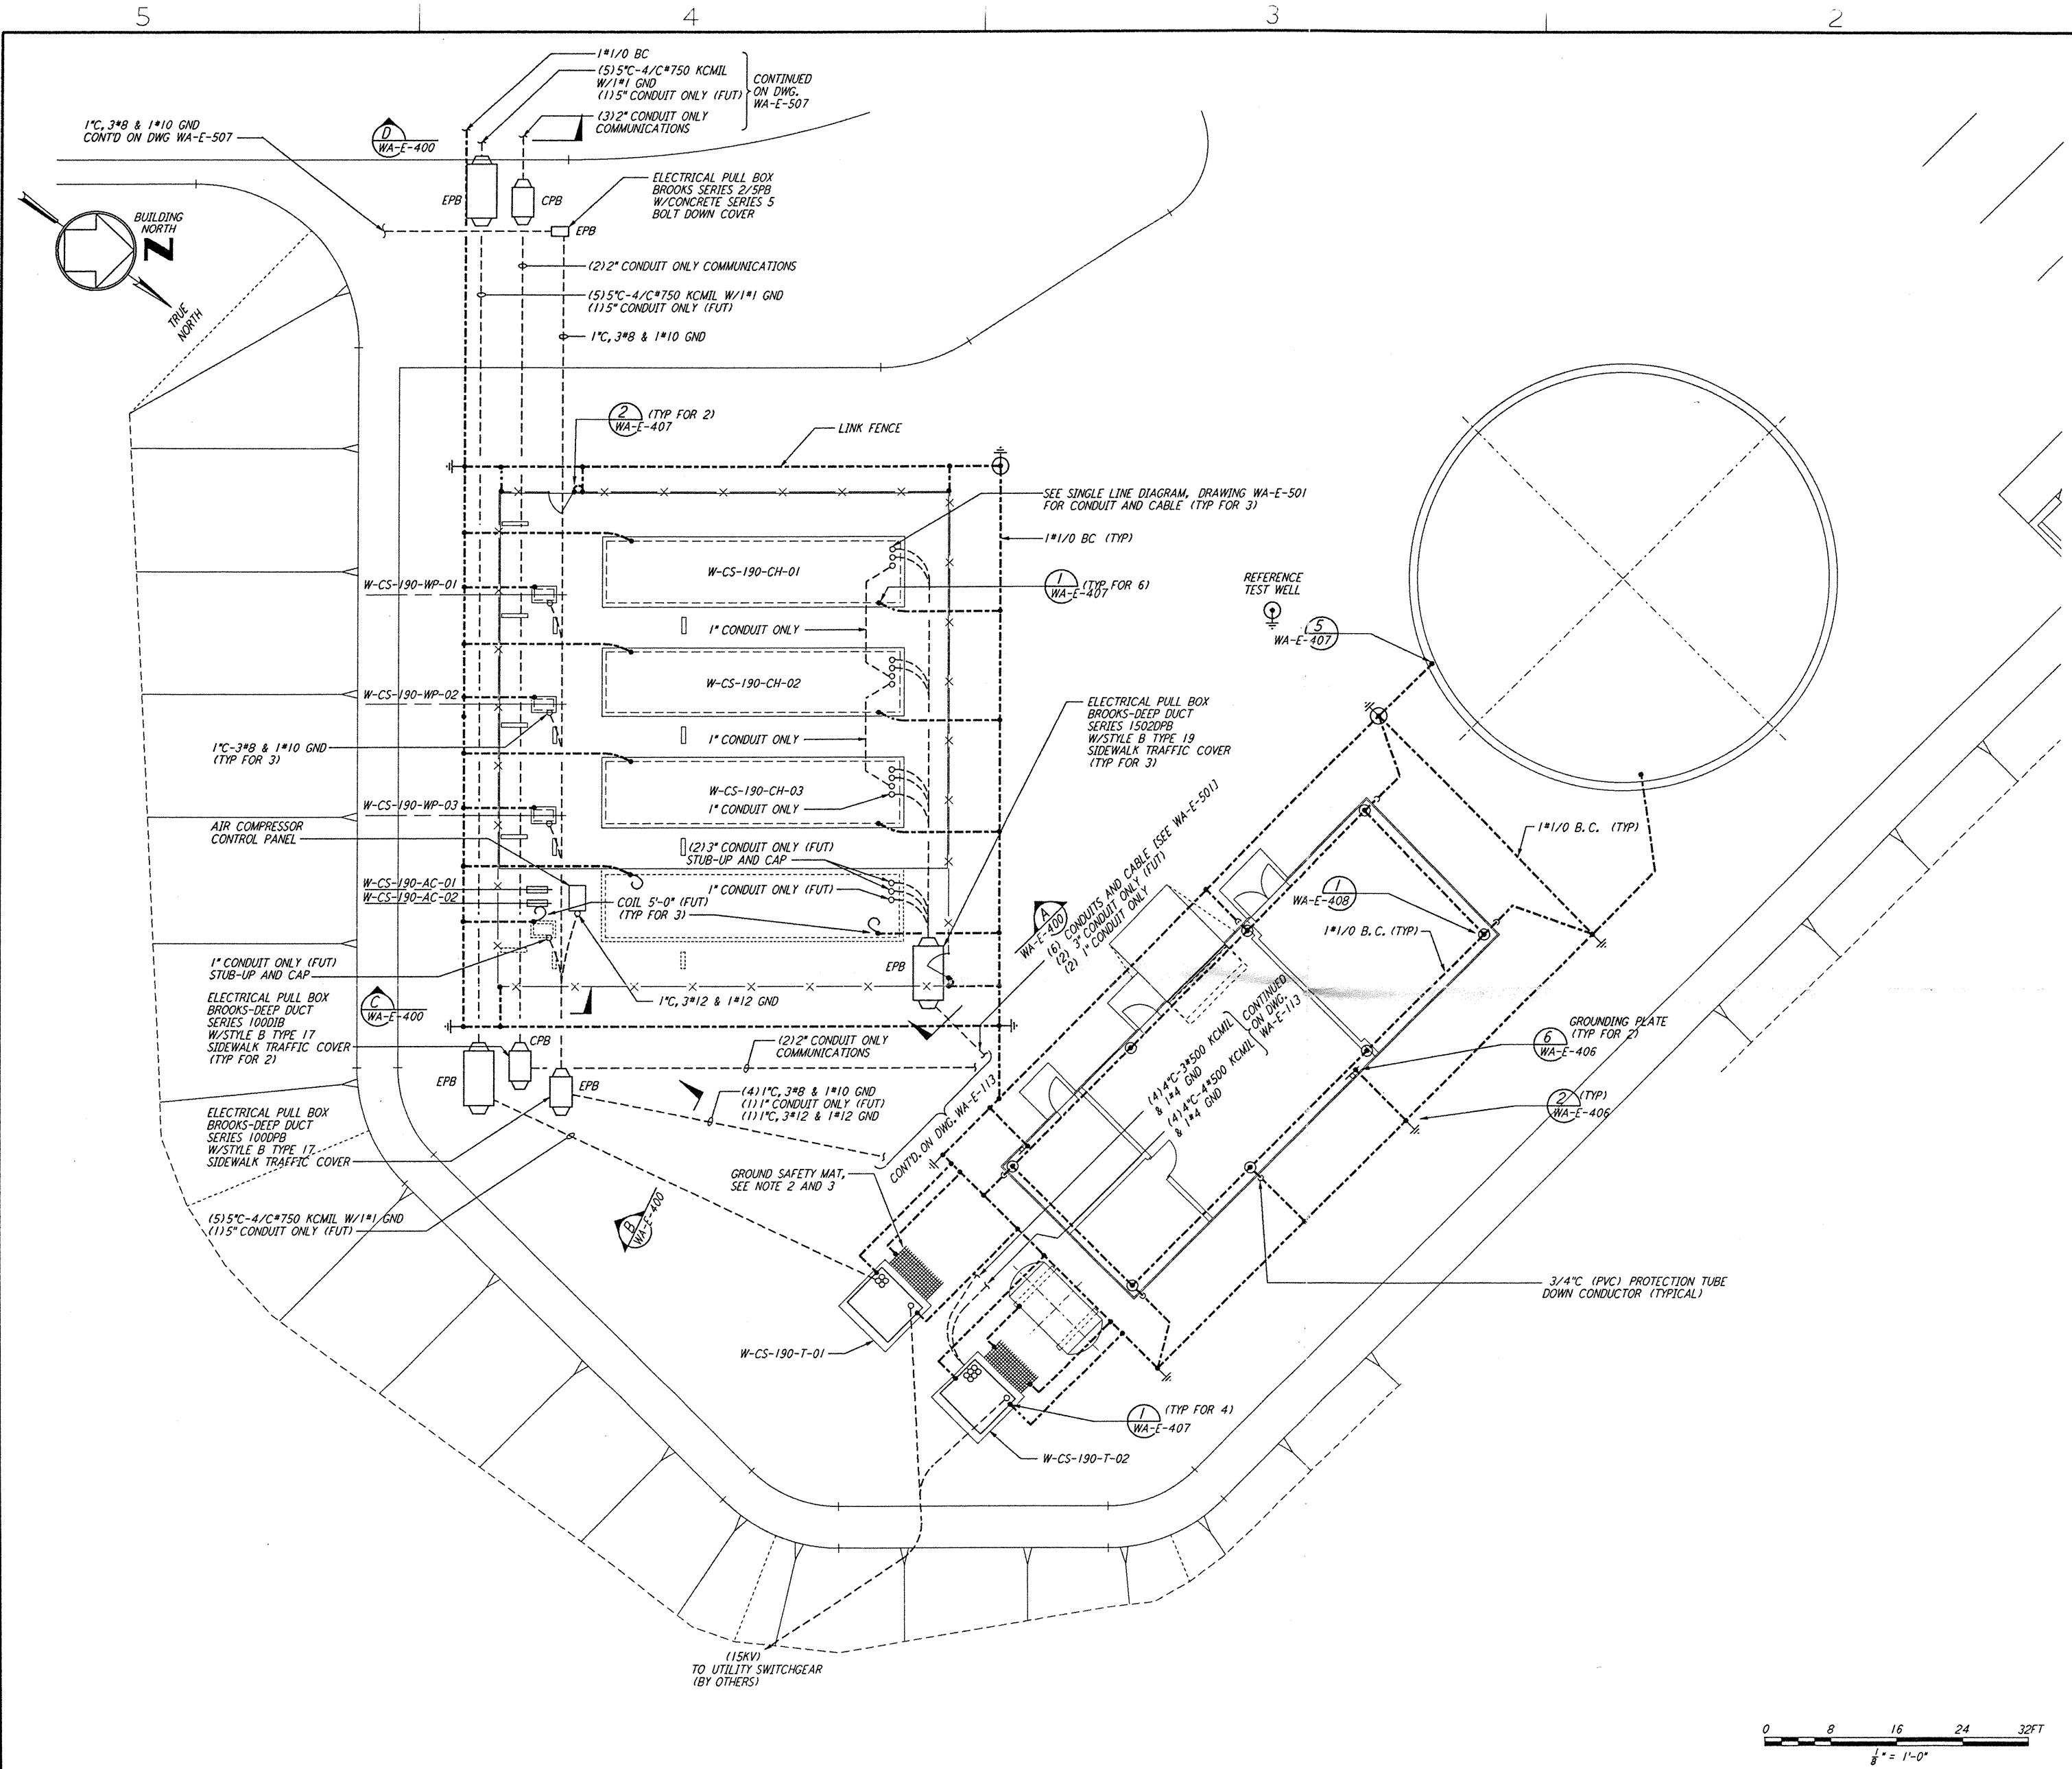 5
4
3
2
1#1/0 BC
(5)5"C-4/C#750 KCMIL
W/1#1 GND
(1)5" CONDUIT ONLY (FUT)
(3)2" CONDUIT ONLY
COMMUNICATIONS
CONTINUED
ON DWG.
WA-E-507
1"C, 3#8 & 1#10 GND
CONT'D ON DWG WA-E-507
D
WA-E-400
BUILDING
NORTH
N
TRUE
NORTH
EPB
CPB
ELECTRICAL PULL BOX
BROOKS SERIES 2/5PB
W/CONCRETE SERIES 5
BOLT DOWN COVER
EPB
(2)2" CONDUIT ONLY COMMUNICATIONS
(5)5"C-4/C#750 KCMIL W/1#1 GND
(1)5" CONDUIT ONLY (FUT)
1"C, 3#8 & 1#10 GND
2
WA-E-407
(TYP FOR 2)
LINK FENCE
SEE SINGLE LINE DIAGRAM, DRAWING WA-E-501
FOR CONDUIT AND CABLE (TYP FOR 3)
1#1/0 BC (TYP)
W-CS-190-CH-01
W-CS-190-WP-01
1
WA-E-407
(TYP FOR 6)
REFERENCE
TEST WELL
5
WA-E-407
1" CONDUIT ONLY
W-CS-190-CH-02
W-CS-190-WP-02
ELECTRICAL PULL BOX
BROOKS-DEEP DUCT
SERIES 1502DPB
W/STYLE B TYPE 19
SIDEWALK TRAFFIC COVER
(TYP FOR 3)
1"C-3#8 & 1#10 GND
(TYP FOR 3)
1" CONDUIT ONLY
W-CS-190-CH-03
1" CONDUIT ONLY
W-CS-190-WP-03
AIR COMPRESSOR
CONTROL PANEL
(2)3" CONDUIT ONLY (FUT)
STUB-UP AND CAP
1#1/0 B.C. (TYP)
W-CS-190-AC-01
W-CS-190-AC-02
1" CONDUIT ONLY (FUT)
COIL 5'-0" (FUT)
(TYP FOR 3)
A
WA-E-400
(6) CONDUITS AND CABLE [SEE WA-E-501]
(2) 3" CONDUIT ONLY (FUT)
(2) 1" CONDUIT ONLY
1
WA-E-408
1#1/0 B.C. (TYP)
1" CONDUIT ONLY (FUT)
STUB-UP AND CAP
EPB
ELECTRICAL PULL BOX
BROOKS-DEEP DUCT
SERIES 100DIB
W/STYLE B TYPE 17
SIDEWALK TRAFFIC COVER
(TYP FOR 2)
C
WA-E-400
1"C, 3#12 & 1#12 GND
CPB
EPB
EPB
(2)2" CONDUIT ONLY
COMMUNICATIONS
(4)4"C-3#500 KCMIL
& 1#4 GND
(4)4"C-4#500 KCMIL
& 1#4 GND
CONTINUED
ON DWG.
WA-E-113
GROUNDING PLATE
(TYP FOR 2)
6
WA-E-406
2
WA-E-406
(TYP)
(4)1"C, 3#8 & 1#10 GND
(1)1" CONDUIT ONLY (FUT)
(1)1"C, 3#12 & 1#12 GND
CONT'D. ON DWG. WA-E-113
ELECTRICAL PULL BOX
BROOKS-DEEP DUCT
SERIES 100DPB
W/STYLE B TYPE 17
SIDEWALK TRAFFIC COVER
GROUND SAFETY MAT,
SEE NOTE 2 AND 3
(5)5"C-4/C#750 KCMIL W/1#1 GND
(1)5" CONDUIT ONLY (FUT)
B
WA-E-400
3/4"C (PVC) PROTECTION TUBE
DOWN CONDUCTOR (TYPICAL)
W-CS-190-T-01
1
WA-E-407
(TYP FOR 4)
W-CS-190-T-02
(15KV)
TO UTILITY SWITCHGEAR
(BY OTHERS)
0 8 16 24 32FT
1/8" = 1'-0"